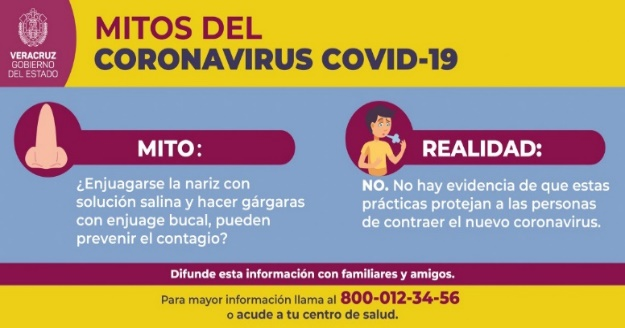 VERACRUZ
GOBIERNO
DEL ESTADO
MITOS DEL
CORONAVIRUS COVID-19
MITO:
¿Enjuagarse la nariz con
solución salina y hacer gárgaras
con enjuage bucal, pueden
prevenir el contagio?
REALIDAD:
NO. No hay evidencia de que estas
prácticas protejan a las personas
de contraer el nuevo coronavirus.
Difunde esta información con familiares y amigos.
Para mayor información llama al 800-012-34-56
o acude a tu centro de salud.